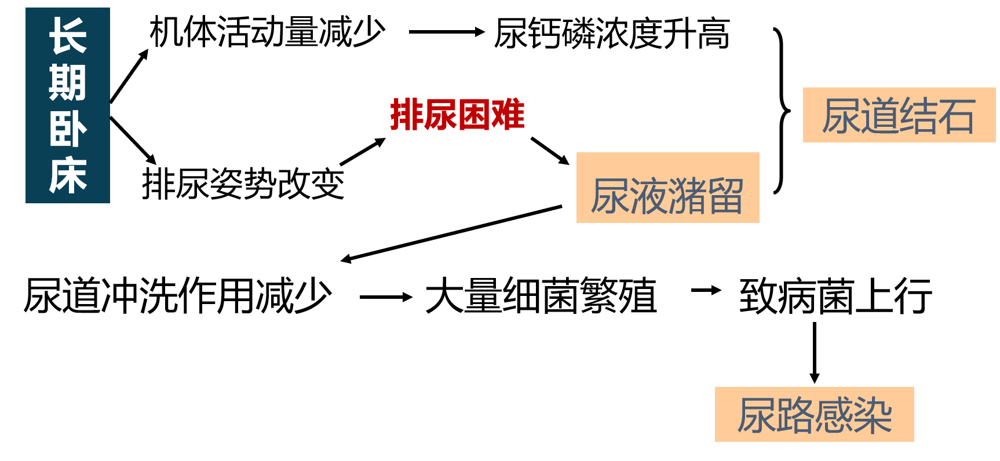 长
期
卧
床
机体活动量减少
尿钙磷浓度升高
排尿困难
尿道结石
排尿姿势改变
尿液潴留
尿道冲洗作用减少
大量细菌繁殖
致病菌上行
尿路感染